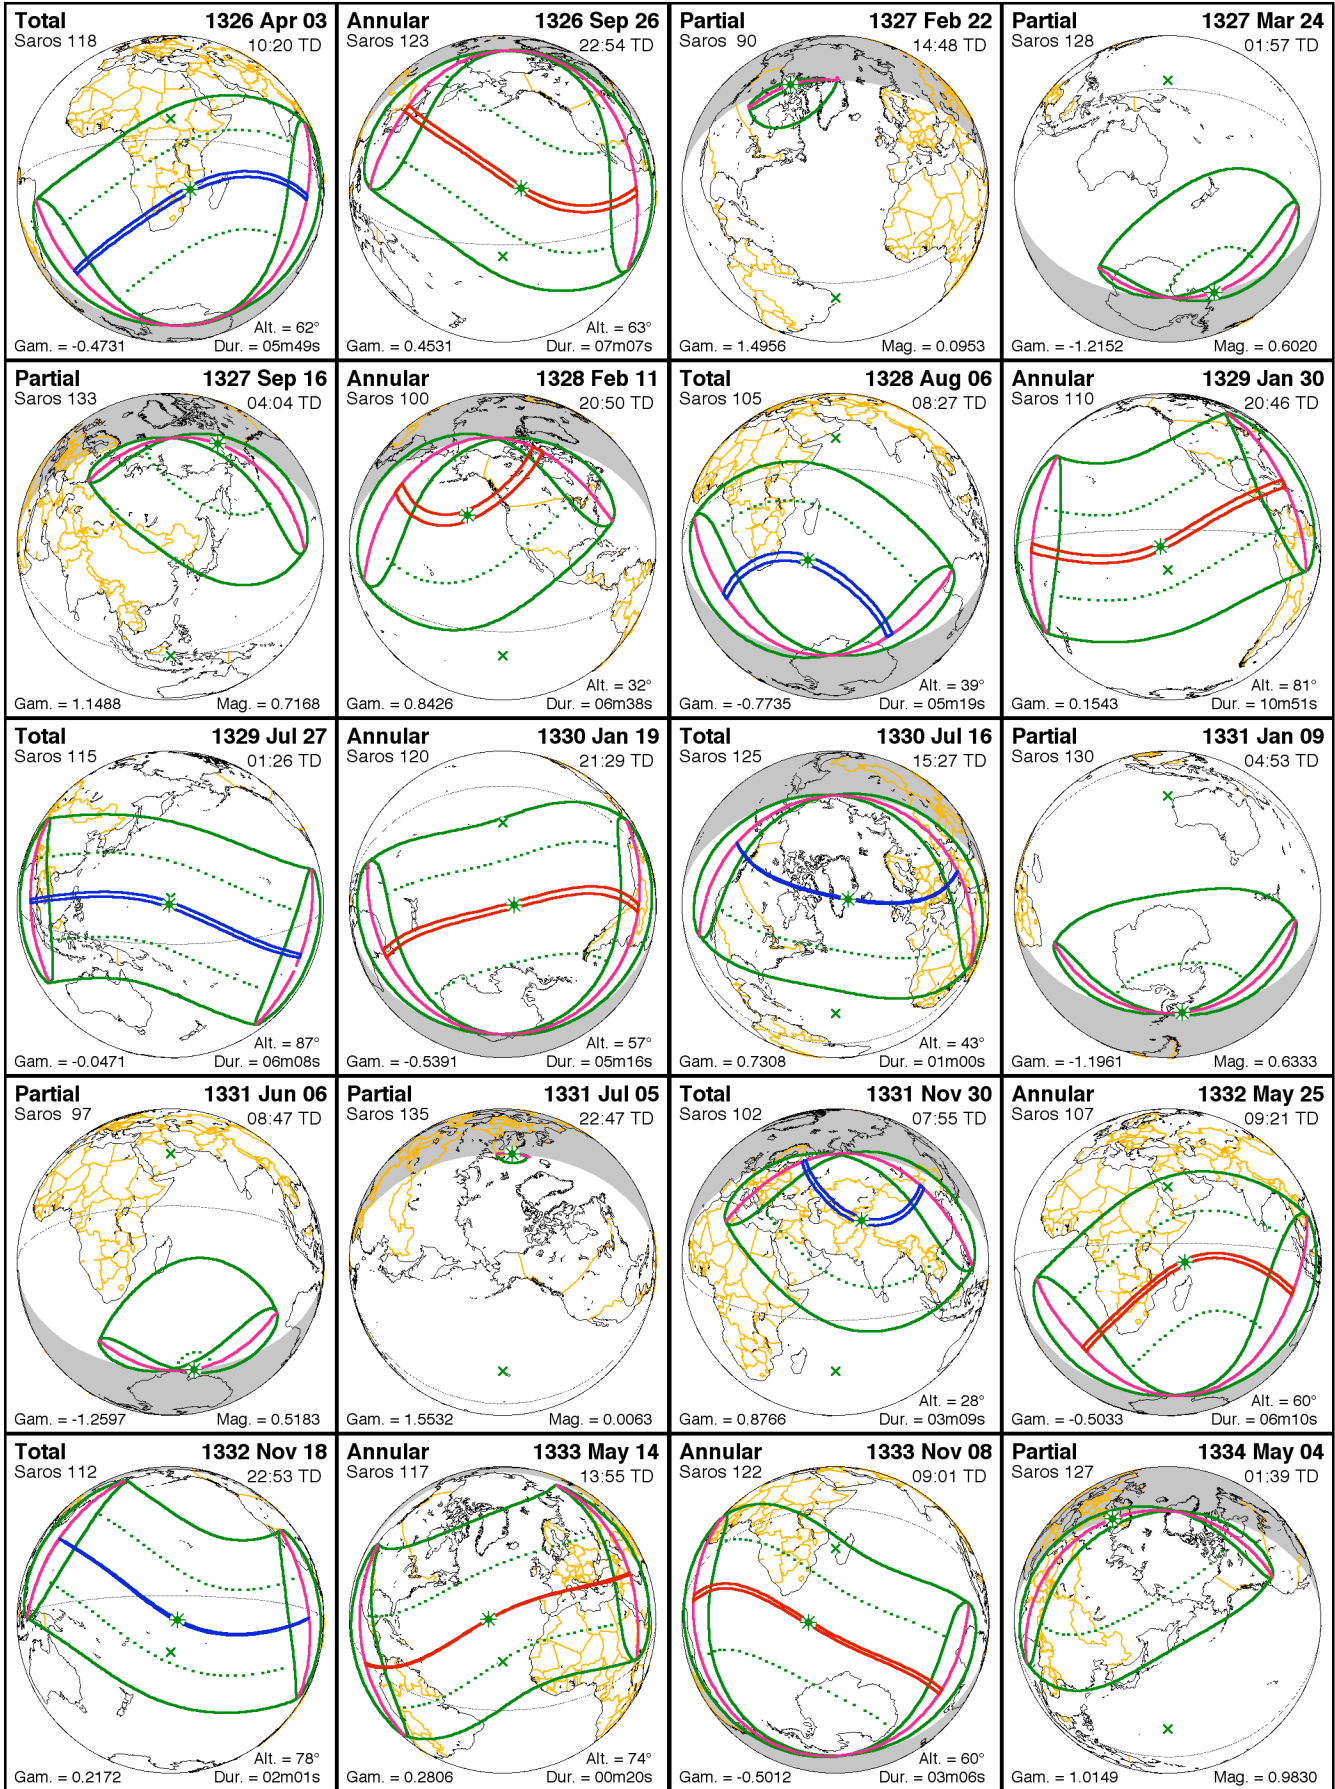 Total 1326 Apr 03
Saros 118 10:20 TD
Alt. = 62°
Gam. = -0.4731 Dur. = 05m49s
Annular 1326 Sep 26
Saros 123 22:54 TD
Alt. = 63°
Gam. = 0.4531 Dur. = 07m07s
Partial 1327 Feb 22
Saros 90 14:48 TD
Gam. = 1.4956 Mag. = 0.0953
Partial 1327 Mar 24
Saros 128 01:57 TD
Gam. = -1.2152 Mag. = 0.6020
Partial 1327 Sep 16
Saros 133 04:04 TD
Gam. = 1.1488 Mag. = 0.7168
Annular 1328 Feb 11
Saros 100 20:50 TD
Alt. = 32°
Gam. = 0.8426 Dur. = 06m38s
Total 1328 Aug 06
Saros 105 08:27 TD
Alt. = 39°
Gam. = -0.7735 Dur. = 05m19s
Annular 1329 Jan 30
Saros 110 20:46 TD
Alt. = 81°
Gam. = 0.1543 Dur. = 10m51s
Total 1329 Jul 27
Saros 115 01:26 TD
Alt. = 87°
Gam. = -0.0471 Dur. = 06m08s
Annular 1330 Jan 19
Saros 120 21:29 TD
Alt. = 57°
Gam. = -0.5391 Dur. = 05m16s
Total 1330 Jul 16
Saros 125 15:27 TD
Alt. = 43°
Gam. = 0.7308 Dur. = 01m00s
Partial 1331 Jan 09
Saros 130 04:53 TD
Gam. = -1.1961 Mag. = 0.6333
Partial 1331 Jun 06
Saros 97 08:47 TD
Gam. = -1.2597 Mag. = 0.5183
Partial 1331 Jul 05
Saros 135 22:47 TD
Gam. = 1.5532 Mag. = 0.0063
Total 1331 Nov 30
Saros 102 07:55 TD
Alt. = 28°
Gam. = 0.8766 Dur. = 03m09s
Annular 1332 May 25
Saros 107 09:21 TD
Alt. = 60°
Gam. = -0.5033 Dur. = 06m10s
Total 1332 Nov 18
Saros 112 22:53 TD
Alt. = 78°
Gam. = 0.2172 Dur. = 02m01s
Annular 1333 May 14
Saros 117 13:55 TD
Alt. = 74°
Gam. = 0.2806 Dur. = 00m20s
Annular 1333 Nov 08
Saros 122 09:01 TD
Alt. = 60°
Gam. = -0.5012 Dur. = 03m06s
Partial 1334 May 04
Saros 127 01:39 TD
Gam. = 1.0149 Mag. = 0.9830